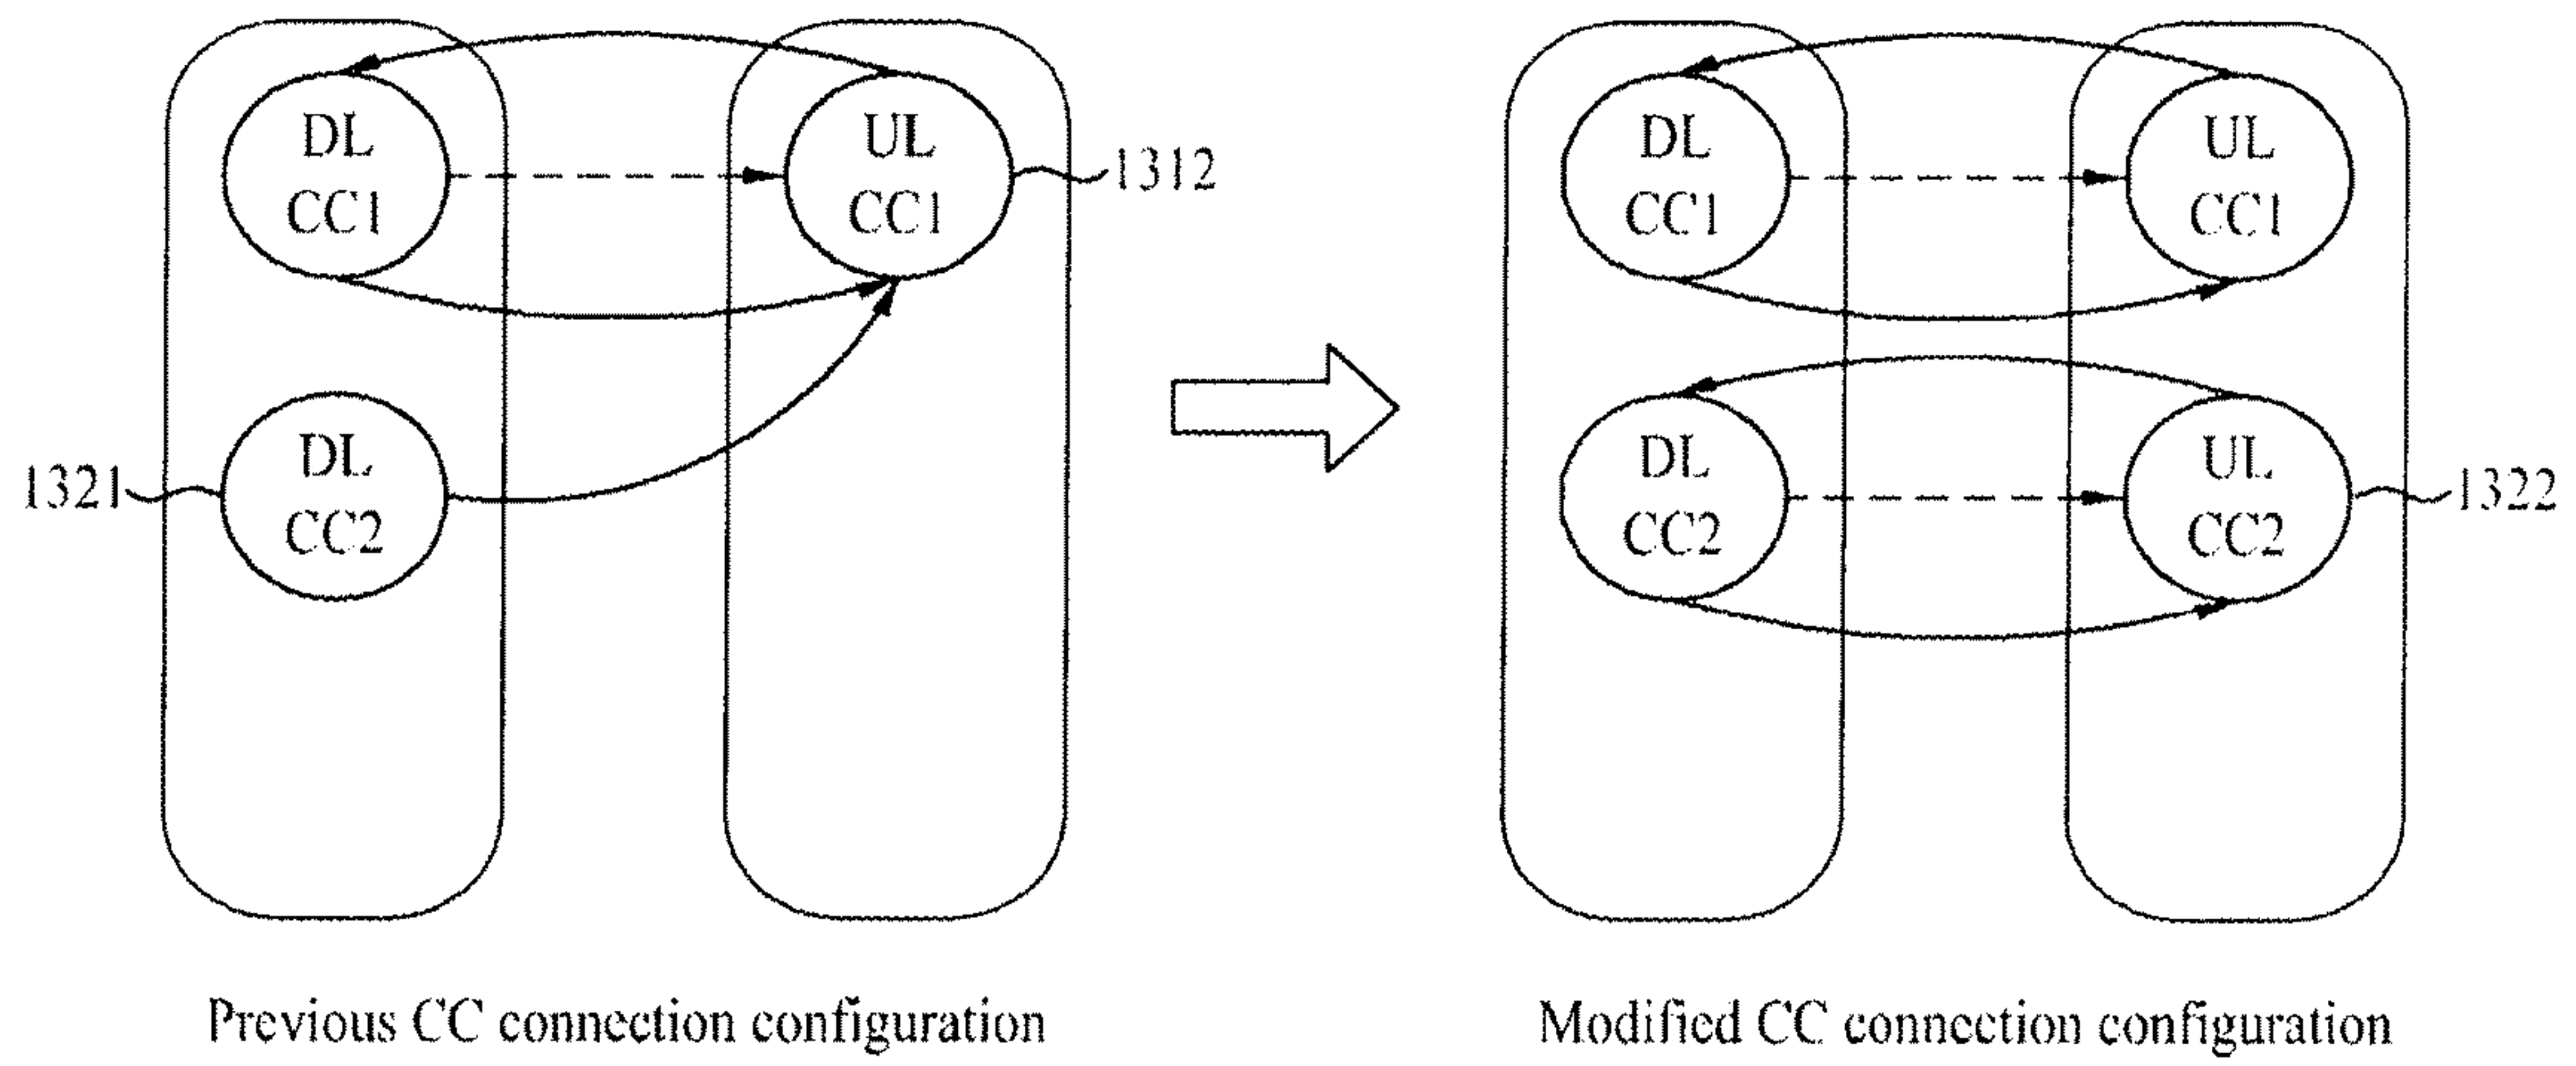 DL
CC1
UL
CC1
1312
DL
CC2
1321
Previous CC connection configuration
DL
CC1
UL
CC1
DL
CC2
UL
CC2
1322
Modified CC connection configuration